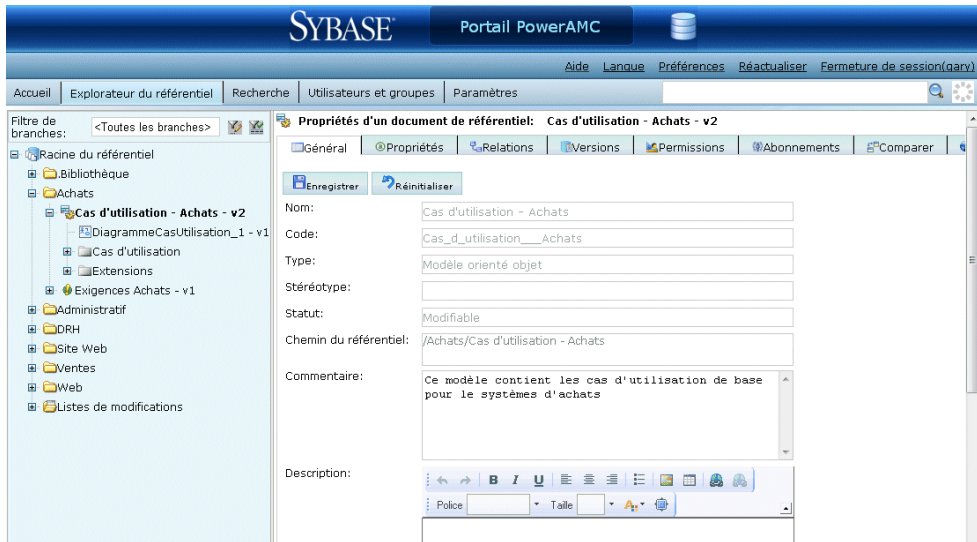 SYBASE Portail PowerAMC
Aide Langue Préférences Réactualiser Fermeture de session(gary)
Accueil Explorateur du référentiel Recherche Utilisateurs et groupes Paramètres
Filtre de branches: <Toutes les branches>
Racine du référentiel
.Bibliothèque
Achats
Cas d'utilisation - Achats - v2
DiagrammeCasUtilisation_1 - v1
Cas d'utilisation
Extensions
Exigences Achats - v1
Administratif
DRH
Site Web
Ventes
Web
Listes de modifications
Propriétés d'un document de référentiel: Cas d'utilisation - Achats - v2
Général Propriétés Relations Versions Permissions Abonnements Comparer
Enregistrer Réinitialiser
Nom: Cas d'utilisation - Achats
Code: Cas_d_utilisation___Achats
Type: Modèle orienté objet
Stéréotype:
Statut: Modifiable
Chemin du référentiel: /Achats/Cas d'utilisation - Achats
Commentaire: Ce modèle contient les cas d'utilisation de base
pour le systèmes d'achats
Description:
B I U
Police Taille A